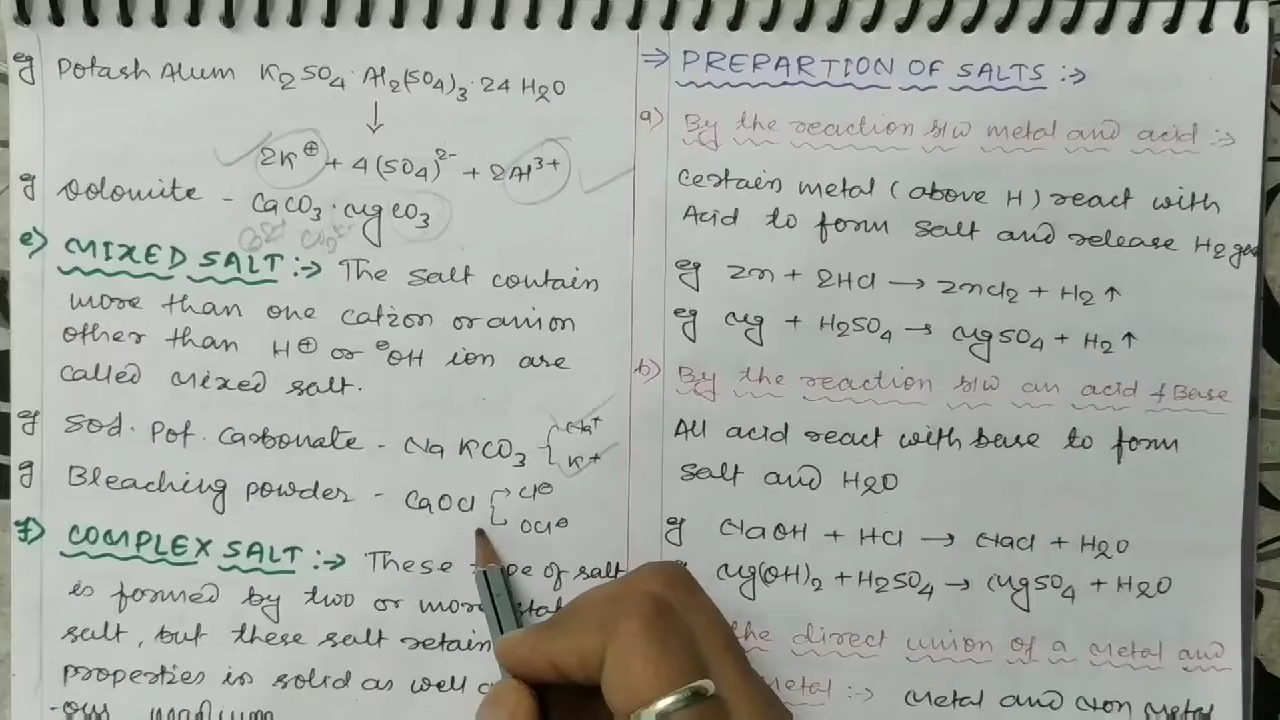 eg Potash Alum K2SO4·Al2(SO4)3·24H2O
↓
2K⊕ + 4(SO4)2- + 2Al3+
eg Dolomite - CaCO3·MgCO3
e) MIXED SALT :→ The salt contain
more than one cation or anion
other than H⊕ or ⊖OH ion are
called Mixed salt.
eg Sod. Pot. Carbonate - NaKCO3 Na+
K+
eg Bleaching powder - CaOCl Cl⊖
OCl⊖
f) COMPLEX SALT :→ These type of salt
is formed by two or more
salt, but these salt retain
properties in solid as well
medium
⇒ PREPARTION OF SALTS :→
a) By the reaction b/w metal and acid :→
Certain metal (above H) react with
Acid to form salt and release H2 gas
eg Zn + 2HCl → ZnCl2 + H2↑
eg Mg + H2SO4 → MgSO4 + H2↑
b) By the reaction b/w an acid & Base
All acid react with base to form
salt and H2O
eg NaOH + HCl → NaCl + H2O
Mg(OH)2 + H2SO4 → MgSO4 + H2O
the direct union of a Metal and
Metal :→ Metal and Non Metal